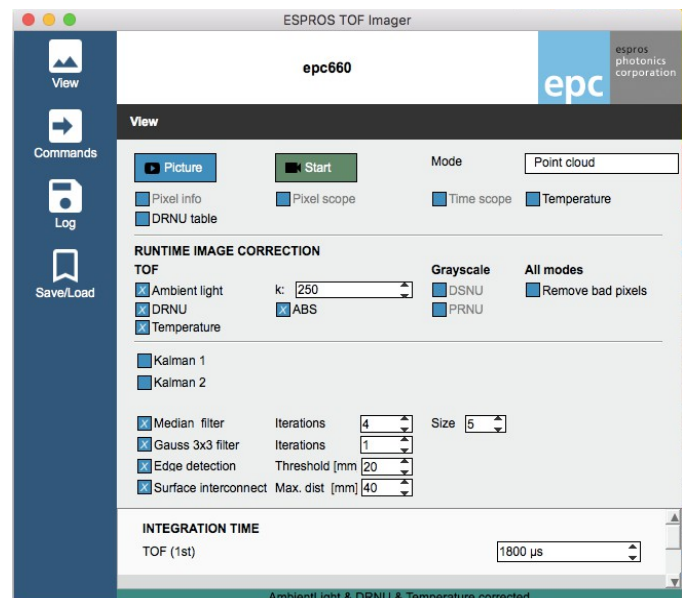 ESPROS TOF Imager
epc660
epc
espros
photonics
corporation
View
View
Commands
Log
Save/Load
Picture
Start
Mode
Point cloud
Pixel info
Pixel scope
Time scope
Temperature
DRNU table
RUNTIME IMAGE CORRECTION
TOF
Grayscale
All modes
Ambient light
k:
250
DSNU
Remove bad pixels
DRNU
ABS
PRNU
Temperature
Kalman 1
Kalman 2
Median filter
Iterations
4
Size
5
Gauss 3x3 filter
Iterations
1
Edge detection
Threshold [mm
20
Surface interconnect
Max. dist [mm]
40
INTEGRATION TIME
TOF (1st)
1800 µs
AmbientLight & DRNU & Temperature corrected